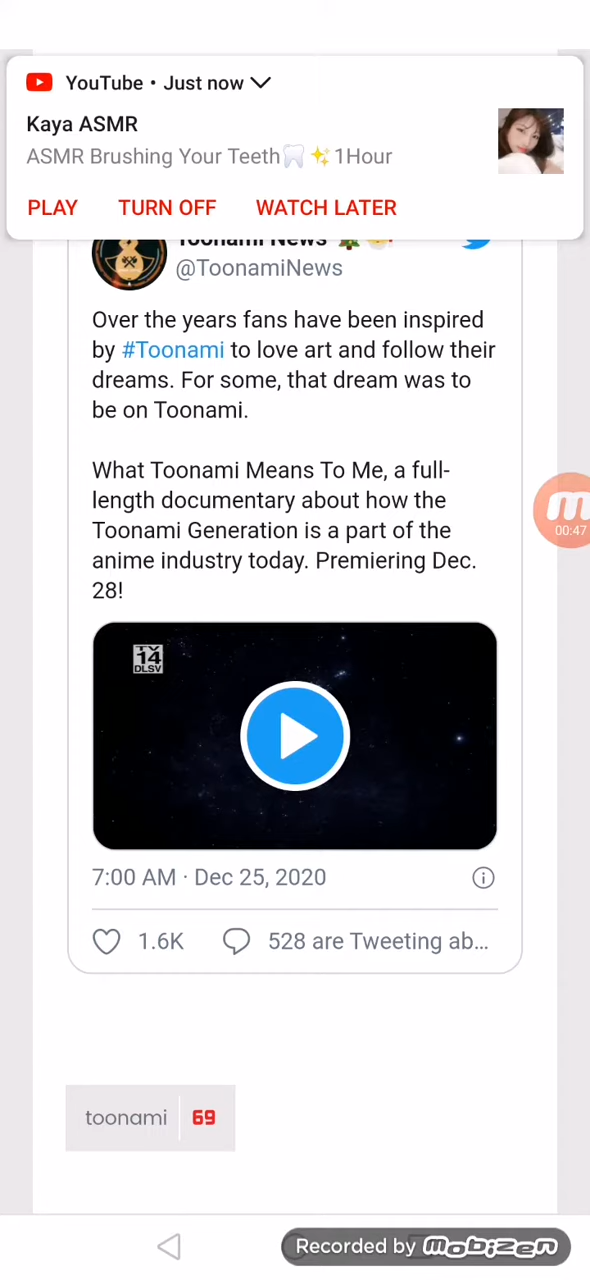 YouTube • Just now
Kaya ASMR
ASMR Brushing Your Teeth🦷✨1Hour
PLAY TURN OFF WATCH LATER
Toonami News
@ToonamiNews
Over the years fans have been inspired
by #Toonami to love art and follow their
dreams. For some, that dream was to
be on Toonami.
What Toonami Means To Me, a full-
length documentary about how the
Toonami Generation is a part of the
anime industry today. Premiering Dec.
28!
TV
14
DLSV
00:47
7:00 AM · Dec 25, 2020
1.6K 528 are Tweeting ab...
toonami 69
Recorded by mobizen